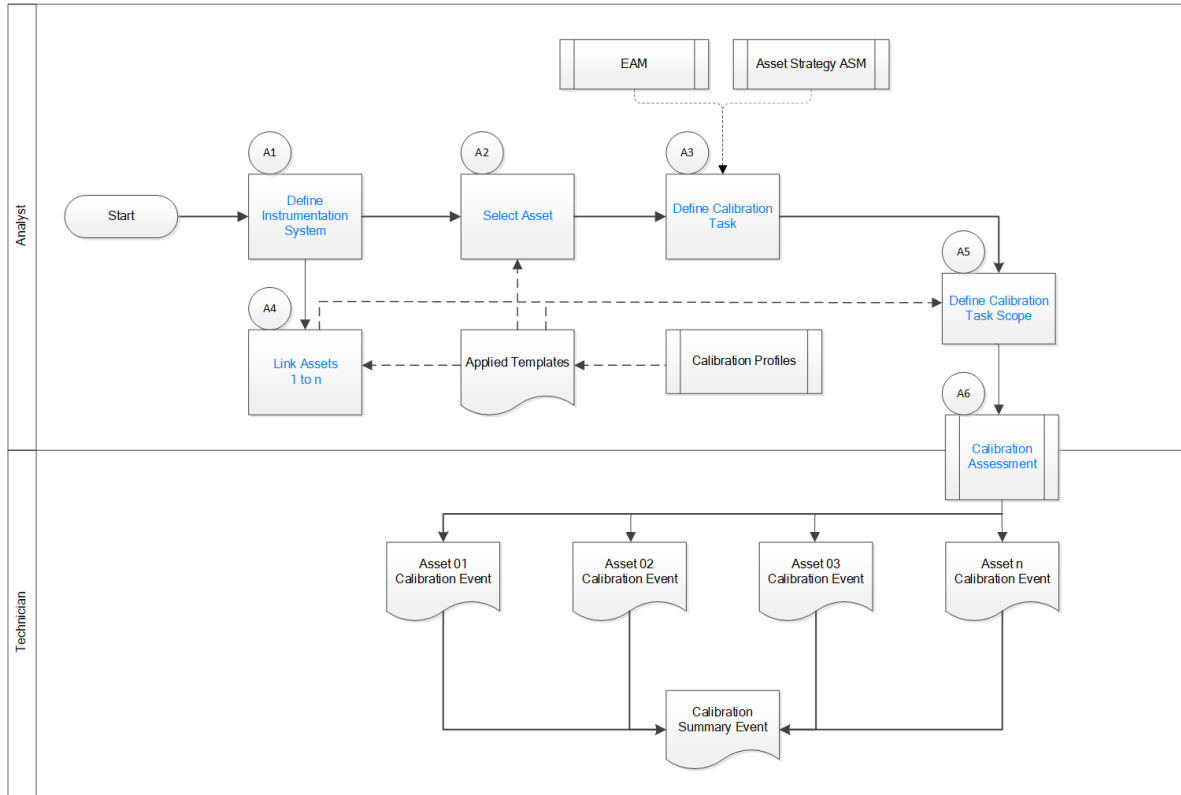 Analyst
EAM
Asset Strategy ASM
A1
A2
A3
Start
Define
Instrumentation
System
Select Asset
Define Calibration
Task
A5
Define Calibration
Task Scope
A4
Link Assets
1 to n
Applied Templates
Calibration Profiles
A6
Calibration
Assessment
Technician
Asset 01
Calibration Event
Asset 02
Calibration Event
Asset 03
Calibration Event
Asset n
Calibration Event
Calibration
Summary Event